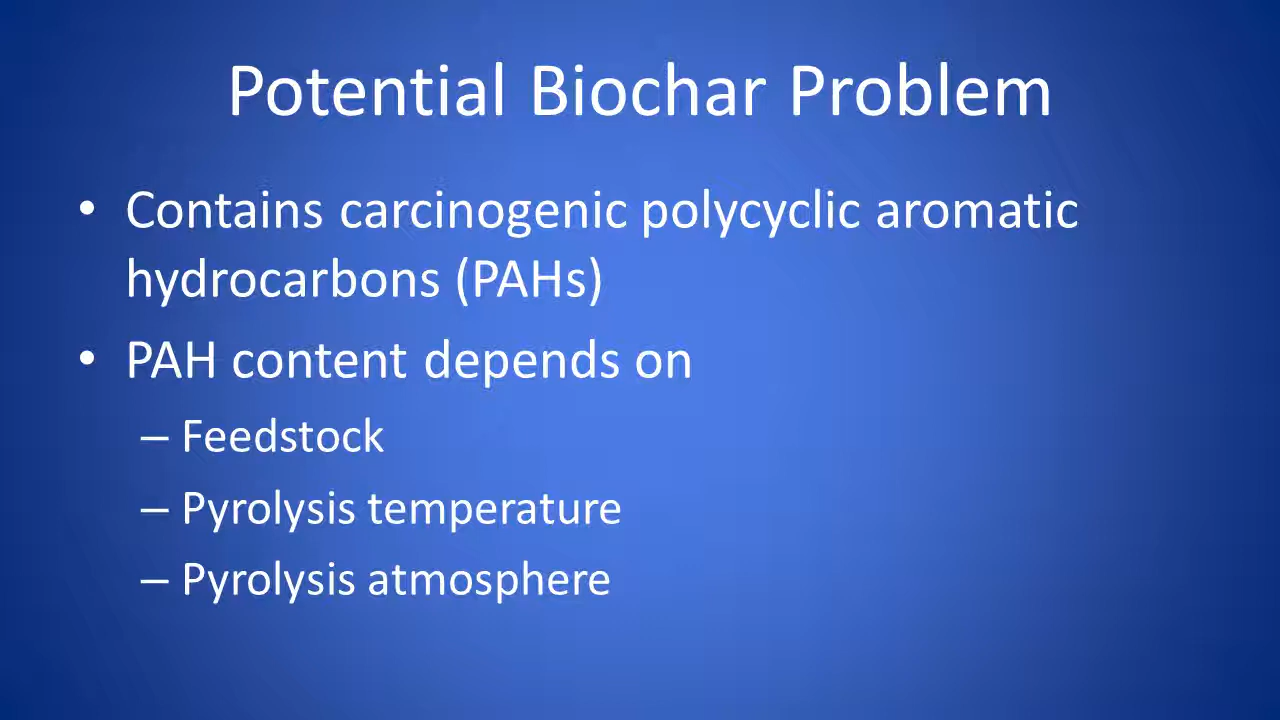 Potential Biochar Problem
• Contains carcinogenic polycyclic aromatic
hydrocarbons (PAHs)
• PAH content depends on
– Feedstock
– Pyrolysis temperature
– Pyrolysis atmosphere